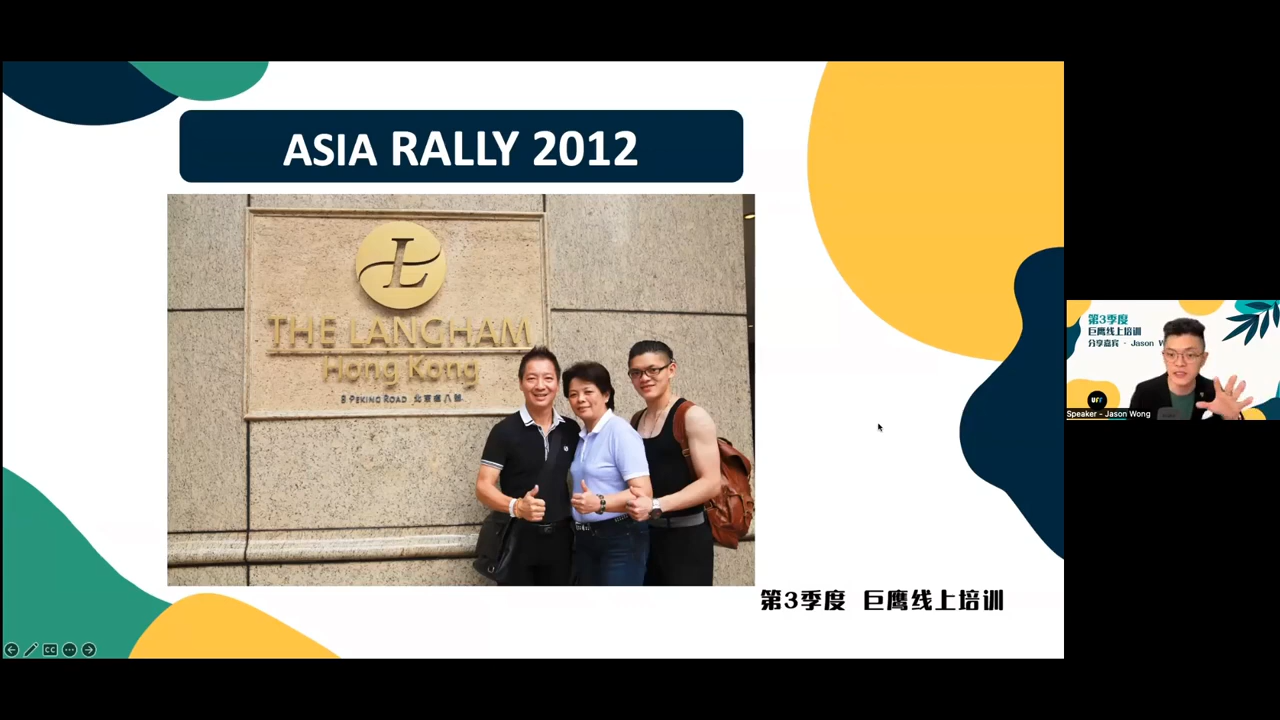 ASIA RALLY 2012
L
THE LANGHAM
Hong Kong
8 PEKING ROAD 北京道八號
第3季度 巨鹰线上培训
CC
第3季度
巨鹰线上培训
分享嘉宾 - Jason W
Speaker - Jason Wong